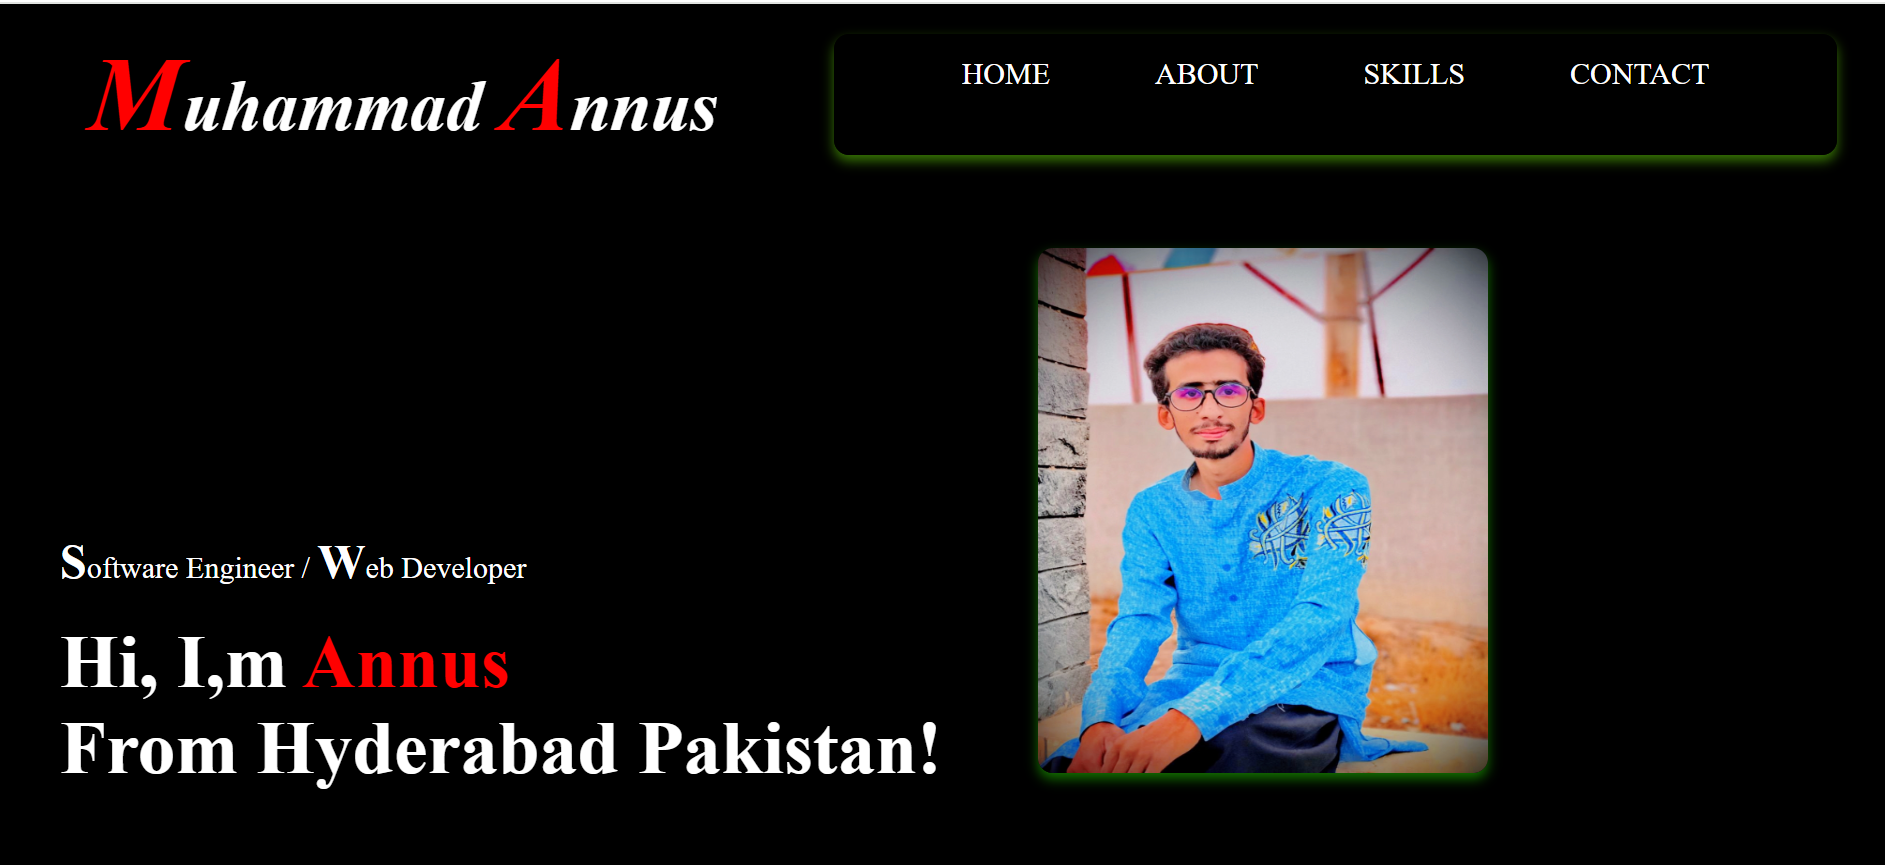 Muhammad Annus
HOME ABOUT SKILLS CONTACT
Software Engineer / Web Developer
Hi, I,m Annus
From Hyderabad Pakistan!